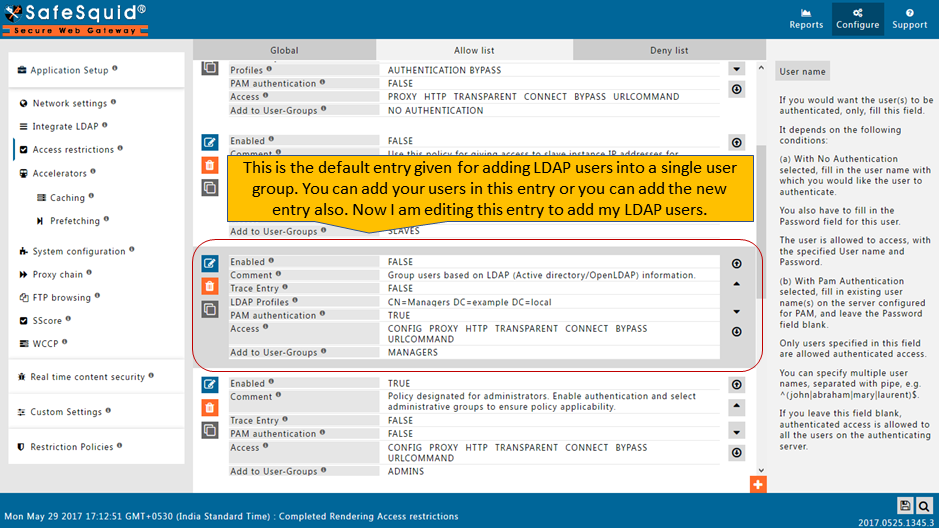 SafeSquid®
Secure Web Gateway
Reports
Configure
Support
Application Setup
Network settings
Integrate LDAP
Access restrictions
Accelerators
Caching
Prefetching
System configuration
Proxy chain
FTP browsing
SScore
WCCP
Real time content security
Custom Settings
Restriction Policies
Global
Allow list
Deny list
Profiles AUTHENTICATION BYPASS
PAM authentication FALSE
Access PROXY HTTP TRANSPARENT CONNECT BYPASS URLCOMMAND
Add to User-Groups NO AUTHENTICATION
Enabled FALSE
Comment Use this policy for giving access to slave instance IP addresses for
This is the default entry given for adding LDAP users into a single user
group. You can add your users in this entry or you can add the new
entry also. Now I am editing this entry to add my LDAP users.
Add to User-Groups SLAVES
Enabled FALSE
Comment Group users based on LDAP (Active directory/OpenLDAP) information.
Trace Entry FALSE
LDAP Profiles CN=Managers DC=example DC=local
PAM authentication TRUE
Access CONFIG PROXY HTTP TRANSPARENT CONNECT BYPASS
URLCOMMAND
Add to User-Groups MANAGERS
Enabled TRUE
Comment Policy designated for administrators. Enable authentication and select
administrative groups to ensure policy applicability.
Trace Entry FALSE
PAM authentication FALSE
Access CONFIG PROXY HTTP TRANSPARENT CONNECT BYPASS
URLCOMMAND
Add to User-Groups ADMINS
User name
If you would want the user(s) to be
authenticated, only, fill this field.
It depends on the following
conditions:
(a) With No Authentication
selected, fill in the user name with
which you would like the user to
authenticate.
You also have to fill in the
Password field for this user.
The user is allowed to access, with
the specified User name and
Password.
(b) With Pam Authentication
selected, fill in existing user
name(s) on the server configured
for PAM, and leave the Password
field blank.
Only users specified in this field
are allowed authenticated access.
You can specify multiple user
names, separated with pipe, e.g.
^(john|abraham|mary|laurent)$.
If you leave this field blank,
authenticated access is allowed to
all the users on the authenticating
server.
Mon May 29 2017 17:12:51 GMT+0530 (India Standard Time) : Completed Rendering Access restrictions
2017.0525.1345.3